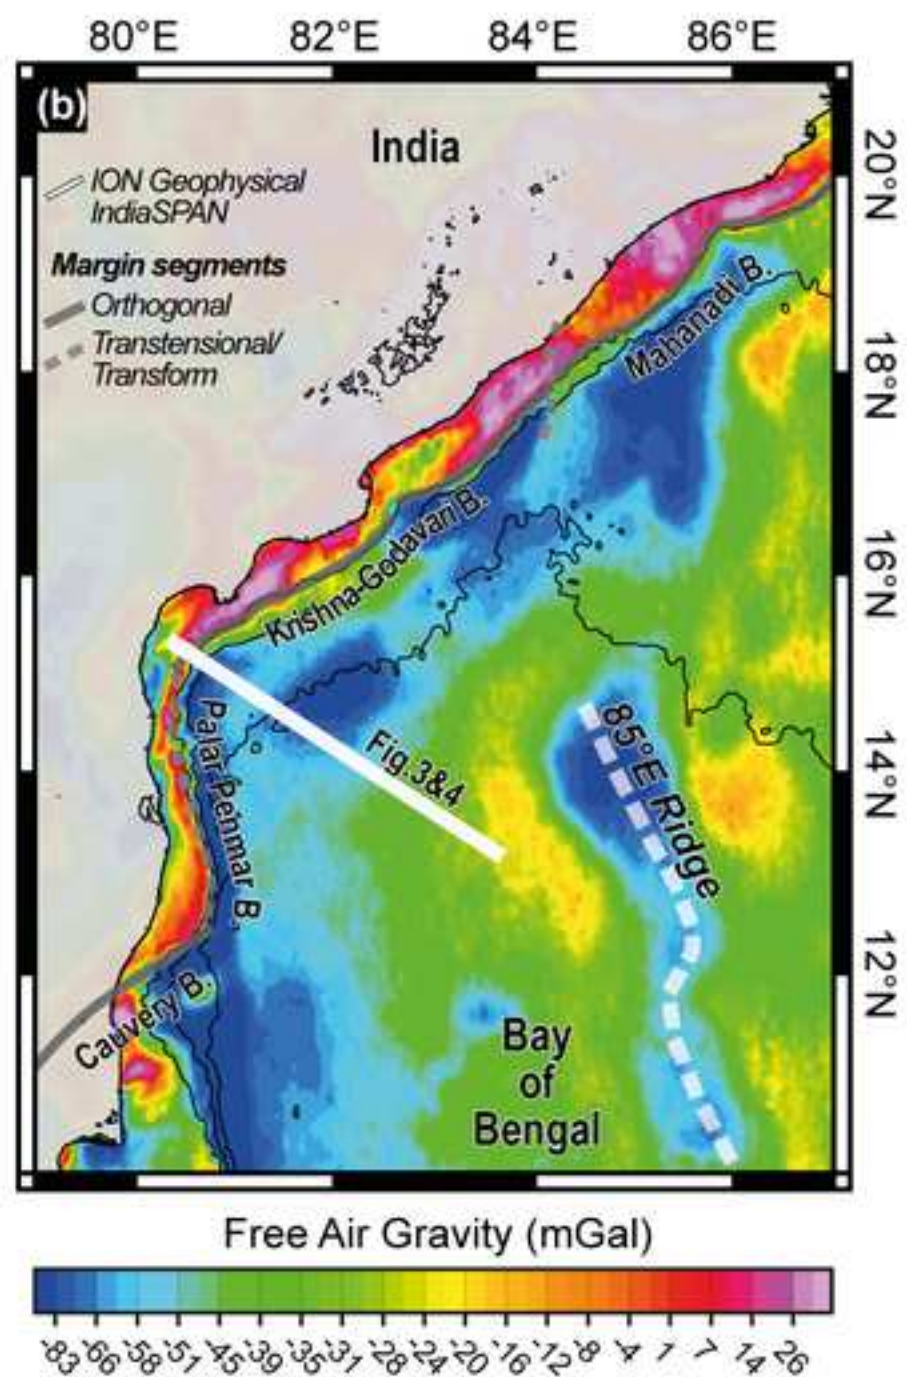 80°E 82°E 84°E 86°E
(b)
India
ION Geophysical
IndiaSPAN
Margin segments
Orthogonal
Transtensional/
Transform
20°N
18°N
16°N
14°N
12°N
Mahanadi B.
Krishna-Godavari B.
Palar Penmar B.
Cauvery B.
Fig.3&4
85°E Ridge
Bay
of
Bengal
Free Air Gravity (mGal)
-83 -66 -58 -51 -45 -39 -35 -31 -28 -24 -20 -16 -12 -8 -4 1 7 14 26